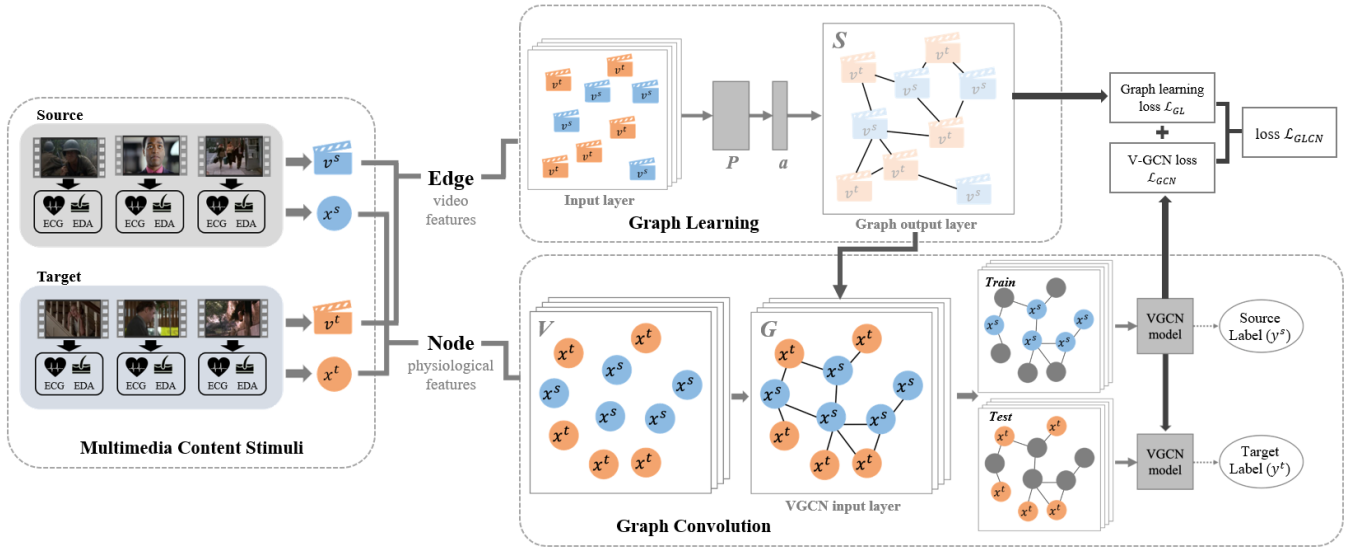 Source
ECG EDA
ECG EDA
ECG EDA
v^s
x^s
Target
ECG EDA
ECG EDA
ECG EDA
v^t
x^t
Multimedia Content Stimuli
Edge
video
features
Node
physiological
features
v^t
v^t
v^s
v^s
v^s
v^t
v^t
v^t
v^t
v^s
Input layer
P
a
S
v^t
v^t
v^s
v^s
v^s
v^t
v^t
v^t
v^s
Graph output layer
Graph Learning
V
x^t
x^t
x^s
x^s
x^s
x^s
x^s
x^t
x^t
x^t
G
x^t
x^t
x^s
x^s
x^s
x^s
x^s
x^t
x^t
x^t
VGCN input layer
Graph Convolution
Train
x^s
x^s
x^s
x^s
x^s
Test
x^t
x^t
x^t
x^t
x^t
VGCN
model
Source
Label (y^s)
VGCN
model
Target
Label (y^t)
Graph learning
loss ℒ_GL
+
V-GCN loss
ℒ_GCN
loss ℒ_GLCN